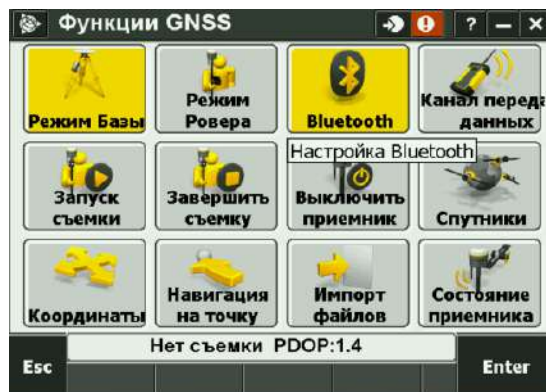 Функции GNSS
? – ×
Режим Базы
Режим
Ровера
Bluetooth
Канал переда
данных
Настройка Bluetooth
Запуск
съемки
Завершить
съемку
Выключить
приемник
Спутники
Координаты
Навигация
на точку
Импорт
файлов
Состояние
приемника
Нет съемки PDOP:1.4
Esc
Enter